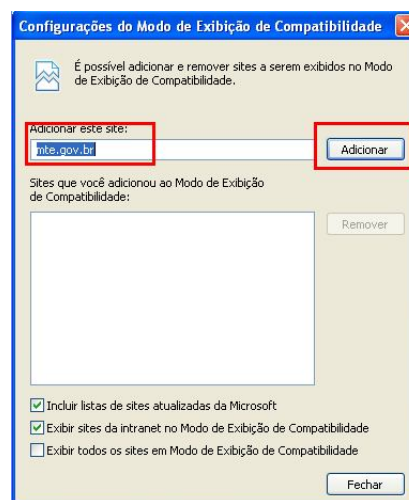 Configurações do Modo de Exibição de Compatibilidade
É possível adicionar e remover sites a serem exibidos no Modo
de Exibição de Compatibilidade.
Adicionar este site:
mte.gov.br
Adicionar
Sites que você adicionou ao Modo de Exibição
de Compatibilidade:
Remover
Incluir listas de sites atualizadas da Microsoft
Exibir sites da intranet no Modo de Exibição de Compatibilidade
Exibir todos os sites em Modo de Exibição de Compatibilidade
Fechar